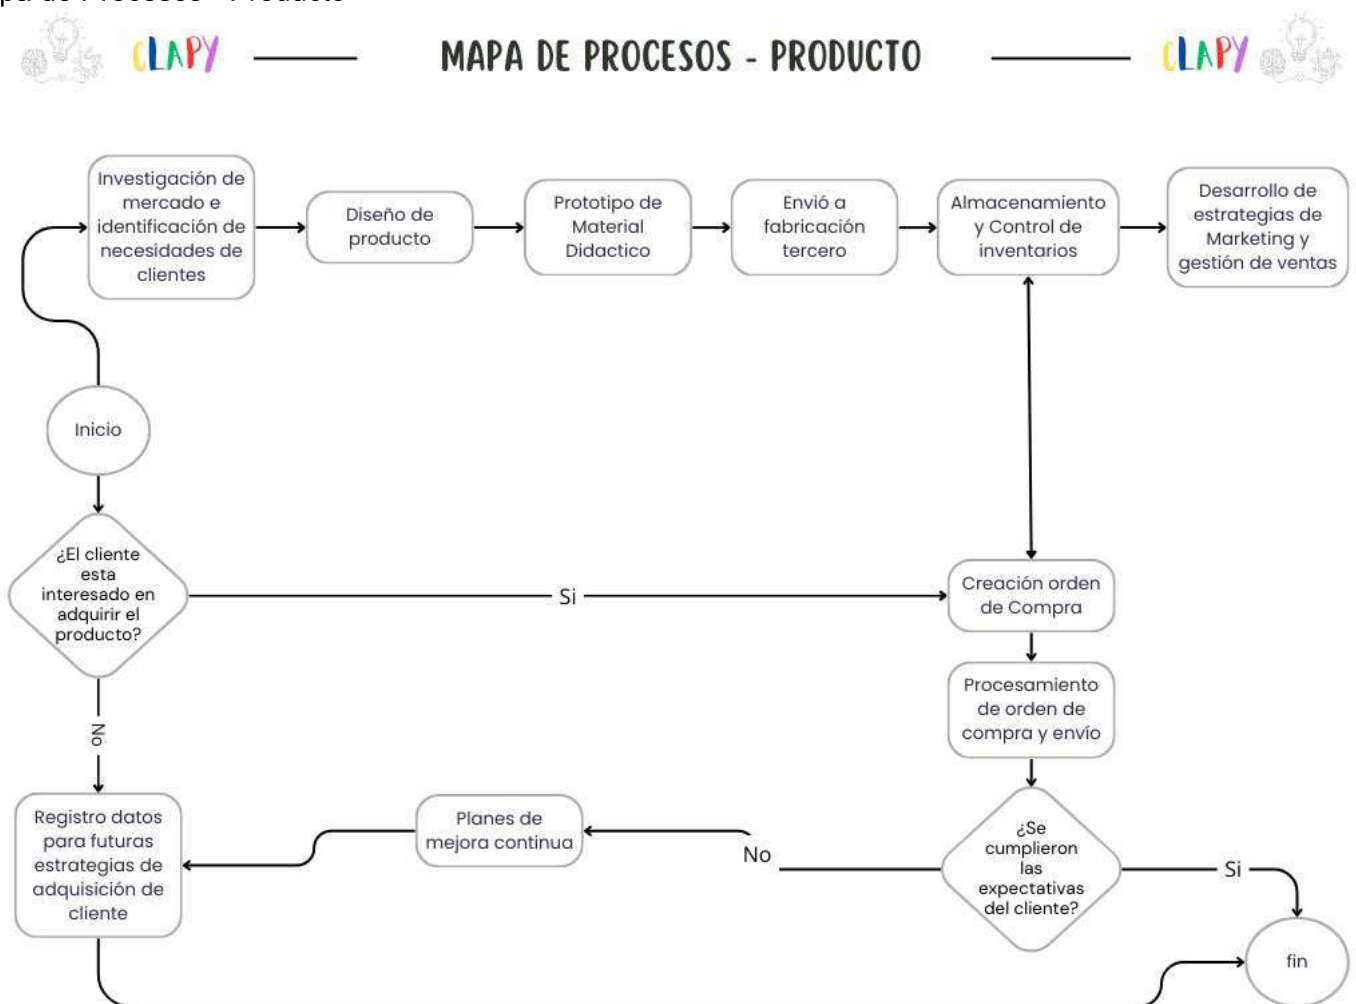 Mapa de Procesos - Producto
CLAPY
MAPA DE PROCESOS - PRODUCTO
CLAPY
Investigación de
mercado e
identificación de
necesidades de
clientes
Diseño de
producto
Prototipo de
Material
Didactico
Envió a
fabricación
tercero
Almacenamiento
y Control de
inventarios
Desarrollo de
estrategias de
Marketing y
gestión de ventas
Inicio
¿El cliente
esta
interesado en
adquirir el
producto?
Si
Creación orden
de Compra
Procesamiento
de orden de
compra y envío
No
Registro datos
para futuras
estrategias de
adquisición de
cliente
Planes de
mejora continua
No
¿Se
cumplieron
las
expectativas
del cliente?
Si
fin